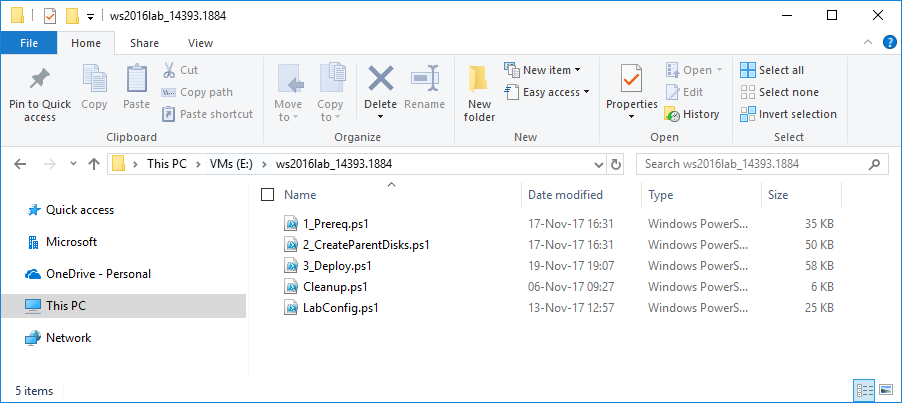 ws2016lab_14393.1884
File Home Share View
Pin to Quick access
Copy
Paste
Cut
Copy path
Paste shortcut
Clipboard
Move to
Copy to
Delete
Rename
Organize
New folder
New item
Easy access
New
Properties
Open
Edit
History
Open
Select all
Select none
Invert selection
Select
This PC VMs (E:) ws2016lab_14393.1884
Search ws2016lab_14393.1884
Quick access
Microsoft
OneDrive - Personal
This PC
Network
Name Date modified Type Size
1_Prereq.ps1 17-Nov-17 16:31 Windows PowerS... 35 KB
2_CreateParentDisks.ps1 17-Nov-17 16:31 Windows PowerS... 50 KB
3_Deploy.ps1 19-Nov-17 19:07 Windows PowerS... 58 KB
Cleanup.ps1 06-Nov-17 09:27 Windows PowerS... 6 KB
LabConfig.ps1 13-Nov-17 12:57 Windows PowerS... 25 KB
5 items